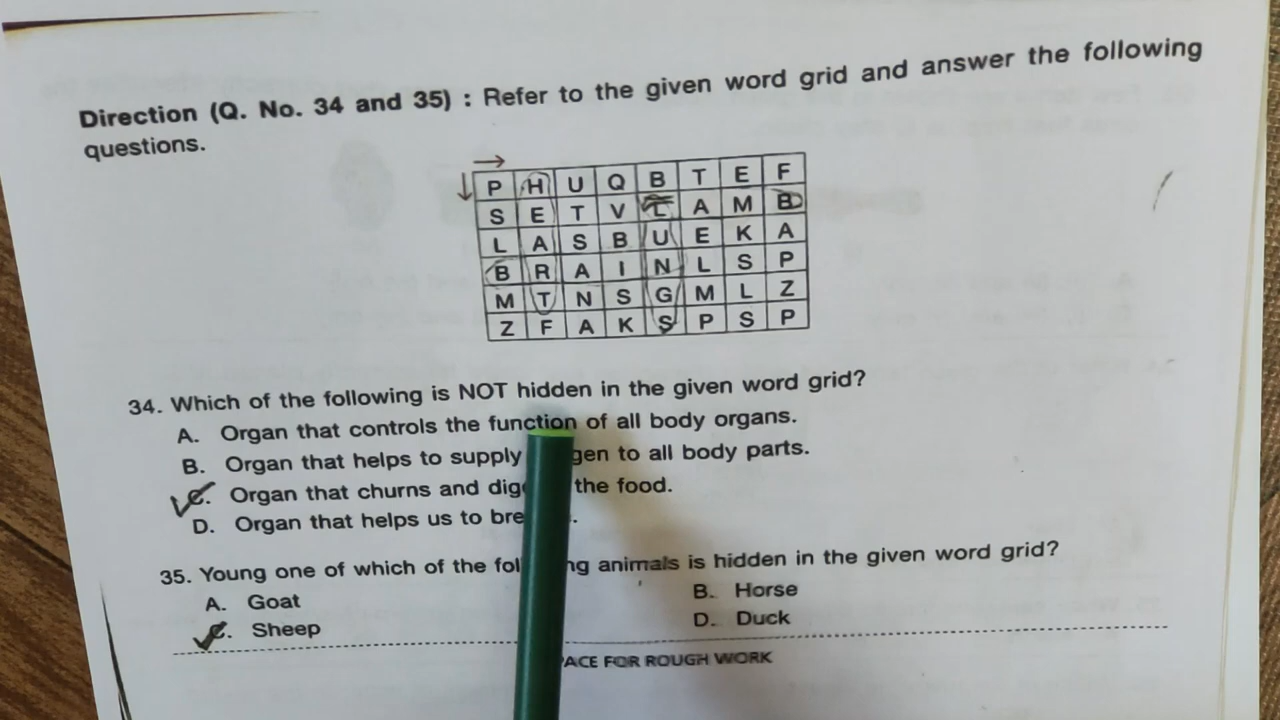 Direction (Q. No. 34 and 35) : Refer to the given word grid and answer the following
questions.
P H U Q B T E F
S E T V L A M B
L A S B U E K A
B R A I N L S P
M T N S G M L Z
Z F A K S P S P
34. Which of the following is NOT hidden in the given word grid?
A. Organ that controls the function of all body organs.
B. Organ that helps to supply gen to all body parts.
C. Organ that churns and dig the food.
D. Organ that helps us to bre .
35. Young one of which of the fol ng animals is hidden in the given word grid?
A. Goat B. Horse
C. Sheep D. Duck
ACE FOR ROUGH WORK